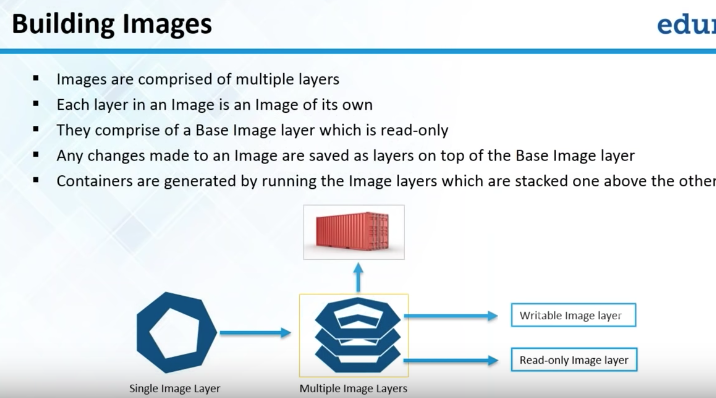 Building Images
▪ Images are comprised of multiple layers
▪ Each layer in an Image is an Image of its own
▪ They comprise of a Base Image layer which is read-only
▪ Any changes made to an Image are saved as layers on top of the Base Image layer
▪ Containers are generated by running the Image layers which are stacked one above the other
Writable Image layer
Read-only Image layer
Single Image Layer
Multiple Image Layers